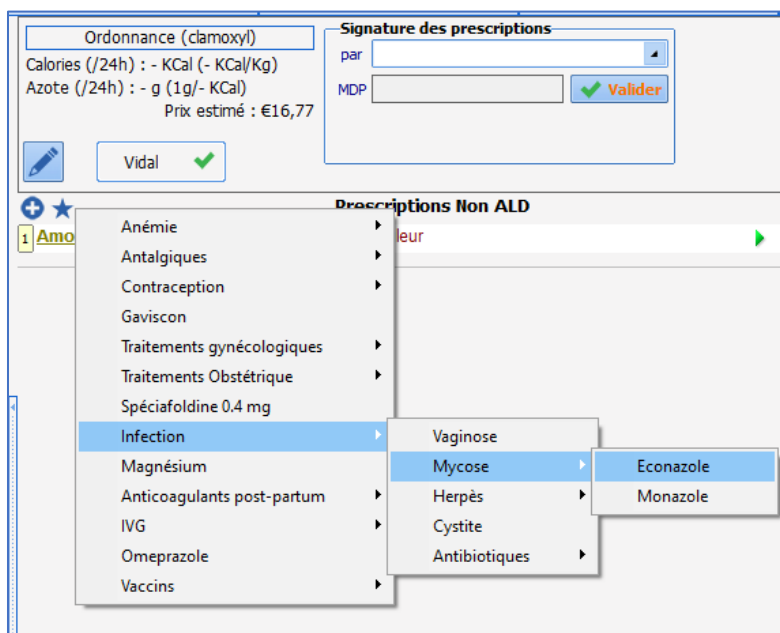 Ordonnance (clamoxyl)
Calories (/24h) : - KCal (- KCal/Kg)
Azote (/24h) : - g (1g/- KCal)
Prix estimé : €16,77
Vidal
Signature des prescriptions
par
MDP
Valider
Prescriptions Non ALD
1 Amo leur
Anémie
Antalgiques
Contraception
Gaviscon
Traitements gynécologiques
Traitements Obstétrique
Spéciafoldine 0.4 mg
Infection
Magnésium
Anticoagulants post-partum
IVG
Omeprazole
Vaccins
Vaginose
Mycose
Herpès
Cystite
Antibiotiques
Econazole
Monazole